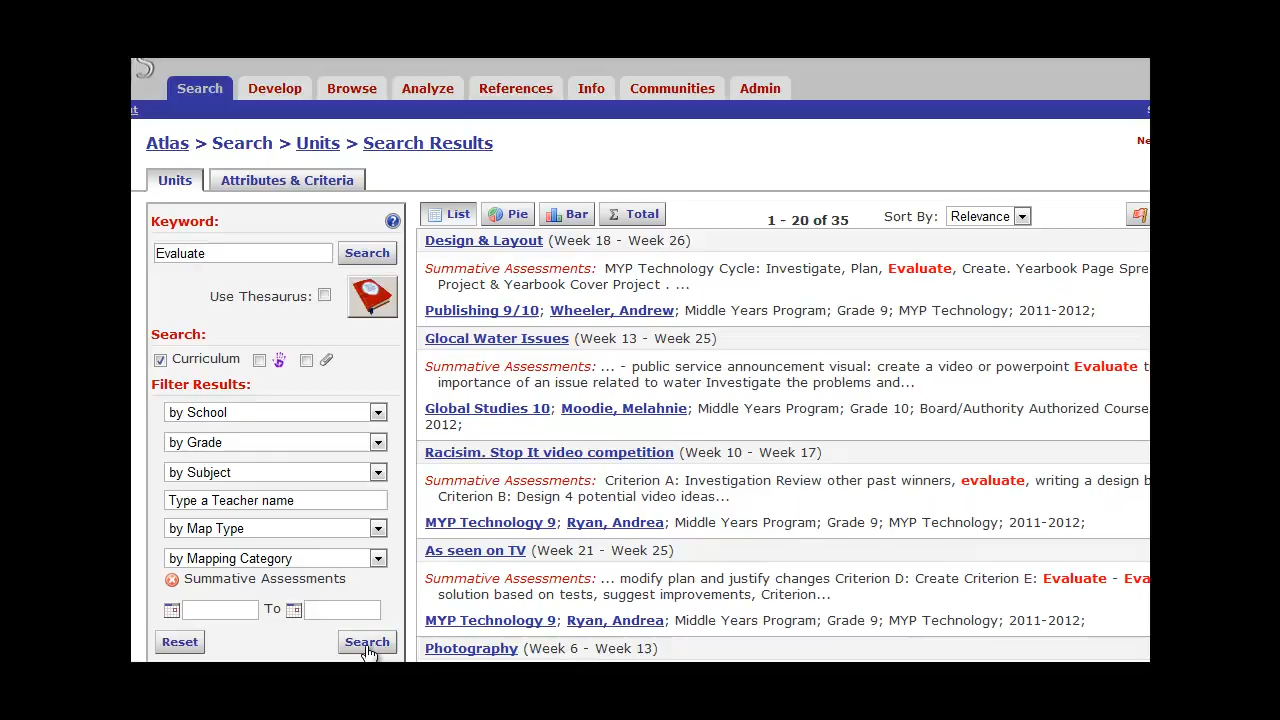 S
Search Develop Browse Analyze References Info Communities Admin
Atlas > Search > Units > Search Results
Ne
Units Attributes & Criteria
Keyword:
Evaluate Search
Use Thesaurus:
Search:
Curriculum
Filter Results:
by School
by Grade
by Subject
Type a Teacher name
by Map Type
by Mapping Category
Summative Assessments
To
Reset Search
List Pie Bar Σ Total 1 - 20 of 35 Sort By: Relevance
Design & Layout (Week 18 - Week 26)
Summative Assessments: MYP Technology Cycle: Investigate, Plan, Evaluate, Create. Yearbook Page Spre
Project & Yearbook Cover Project . ...
Publishing 9/10; Wheeler, Andrew; Middle Years Program; Grade 9; MYP Technology; 2011-2012;
Glocal Water Issues (Week 13 - Week 25)
Summative Assessments: ... - public service announcement visual: create a video or powerpoint Evaluate t
importance of an issue related to water Investigate the problems and...
Global Studies 10; Moodie, Melahnie; Middle Years Program; Grade 10; Board/Authority Authorized Course
2012;
Racisim. Stop It video competition (Week 10 - Week 17)
Summative Assessments: Criterion A: Investigation Review other past winners, evaluate, writing a design b
Criterion B: Design 4 potential video ideas...
MYP Technology 9; Ryan, Andrea; Middle Years Program; Grade 9; MYP Technology; 2011-2012;
As seen on TV (Week 21 - Week 25)
Summative Assessments: ... modify plan and justify changes Criterion D: Create Criterion E: Evaluate - Eva
solution based on tests, suggest improvements, Criterion...
MYP Technology 9; Ryan, Andrea; Middle Years Program; Grade 9; MYP Technology; 2011-2012;
Photography (Week 6 - Week 13)